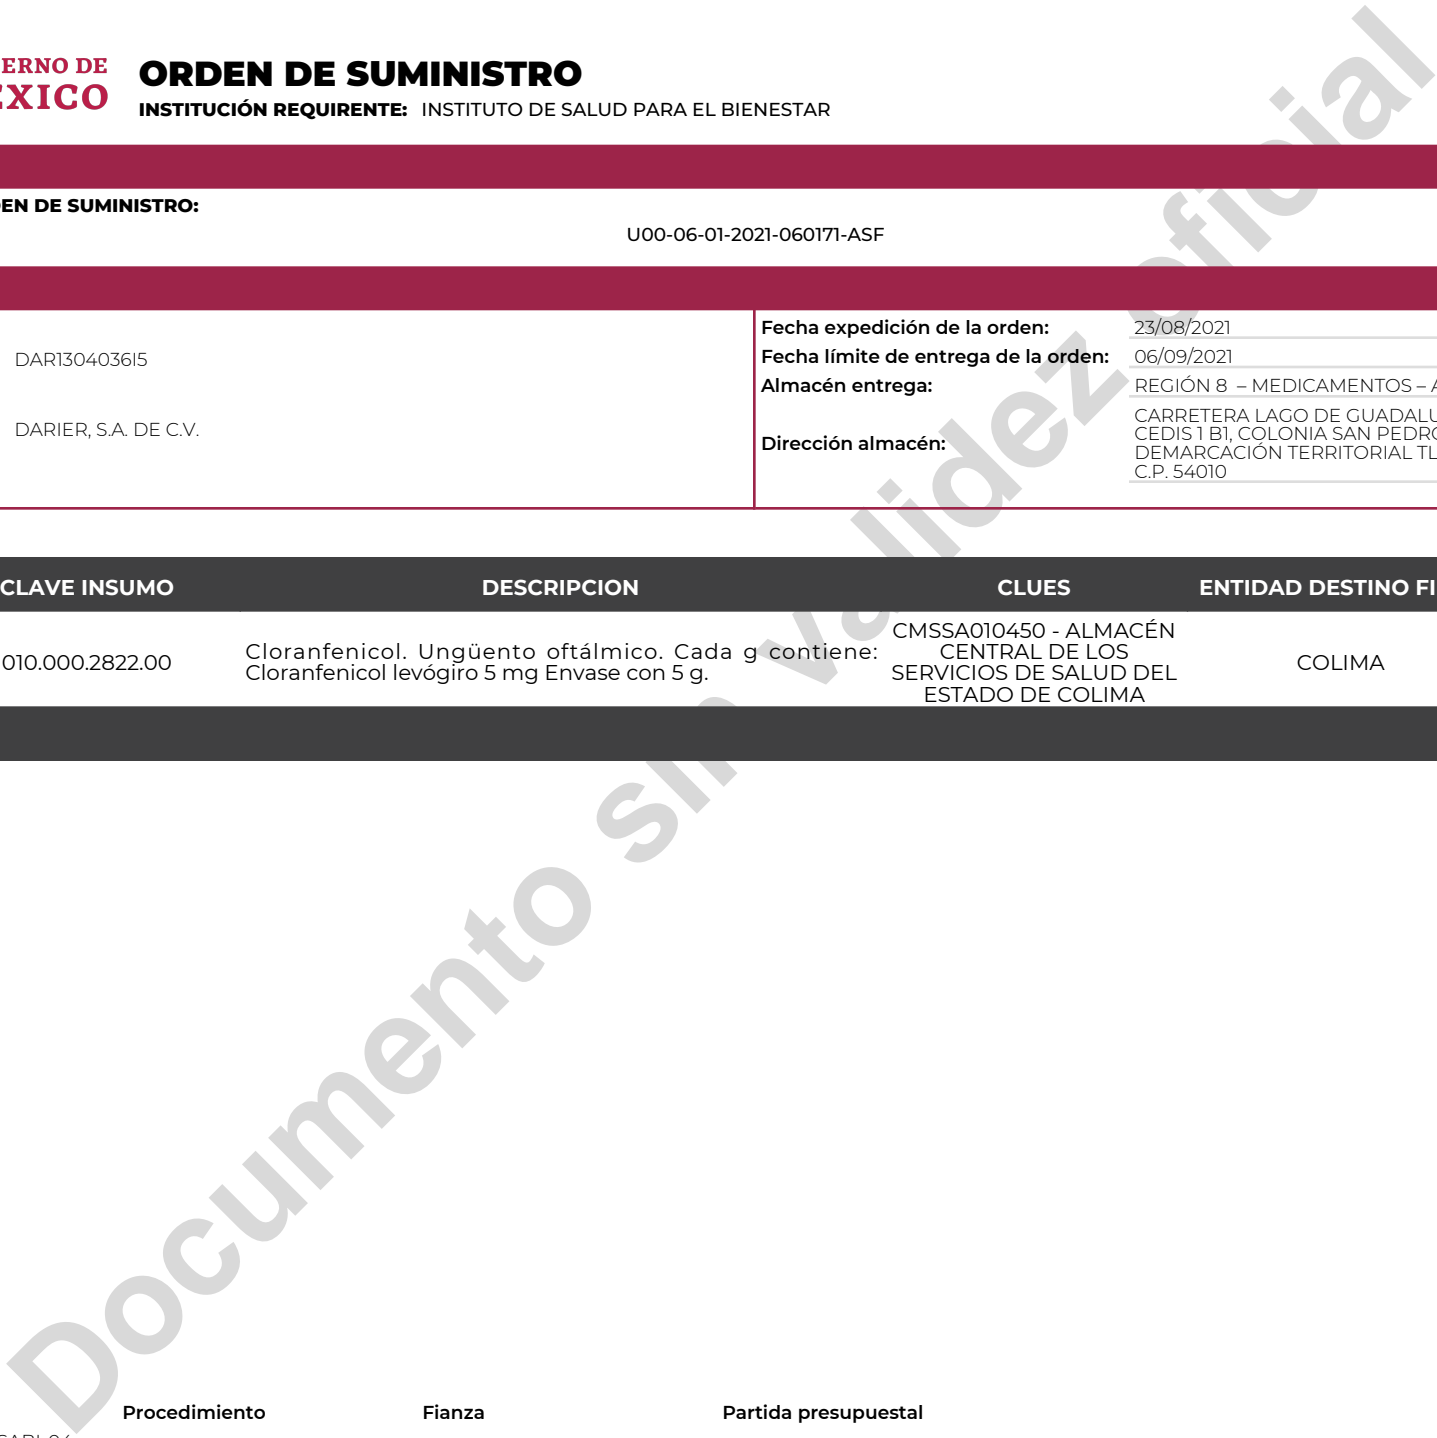 ERNO DE
ÉXICO
ORDEN DE SUMINISTRO
INSTITUCIÓN REQUIRENTE: INSTITUTO DE SALUD PARA EL BIENESTAR
EN DE SUMINISTRO:
U00-06-01-2021-060171-ASF
DAR1304036I5
DARIER, S.A. DE C.V.
Fecha expedición de la orden: 23/08/2021
Fecha límite de entrega de la orden: 06/09/2021
Almacén entrega: REGIÓN 8 – MEDICAMENTOS – A
Dirección almacén:
CARRETERA LAGO DE GUADALU
CEDIS 1 B1, COLONIA SAN PEDRO
DEMARCACIÓN TERRITORIAL TL
C.P. 54010
CLAVE INSUMO DESCRIPCION CLUES ENTIDAD DESTINO FI
010.000.2822.00
Cloranfenicol. Ungüento oftálmico. Cada g contiene:
Cloranfenicol levógiro 5 mg Envase con 5 g.
CMSSA010450 - ALMACÉN
CENTRAL DE LOS
SERVICIOS DE SALUD DEL
ESTADO DE COLIMA
COLIMA
Documento sin validez oficial
Procedimiento Fianza Partida presupuestal